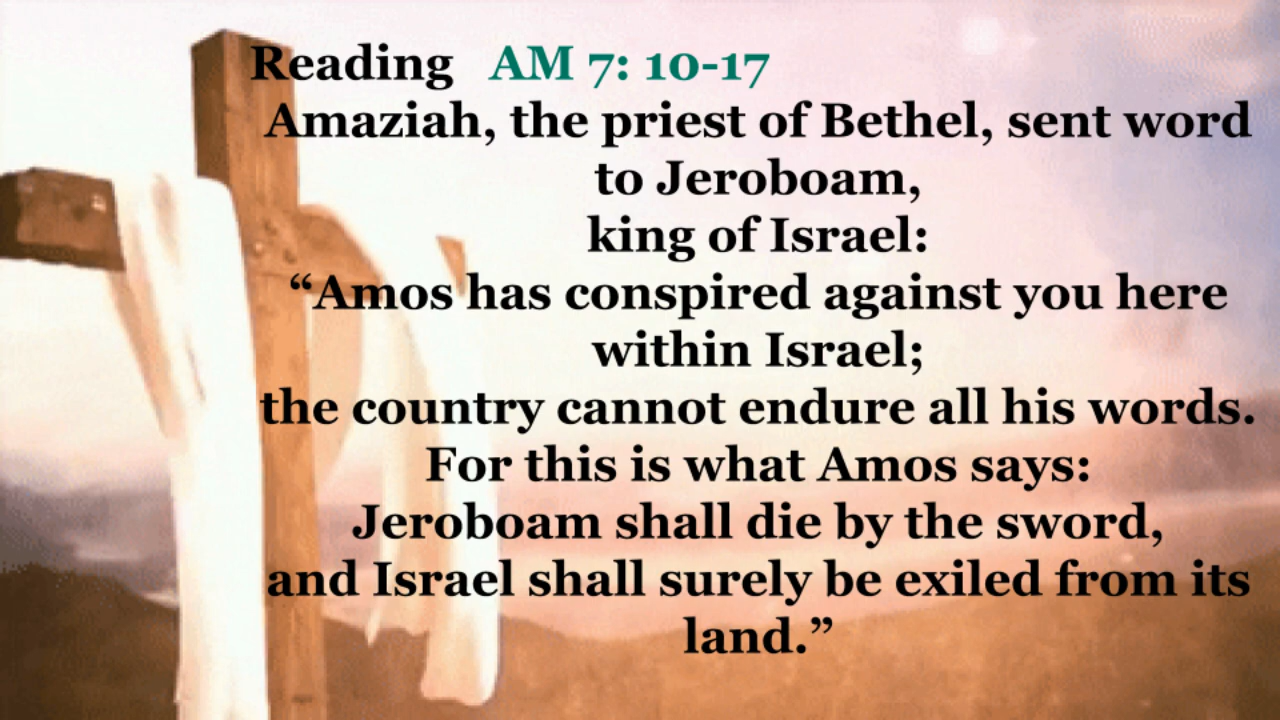 Reading AM 7: 10-17
Amaziah, the priest of Bethel, sent word
to Jeroboam,
king of Israel:
“Amos has conspired against you here
within Israel;
the country cannot endure all his words.
For this is what Amos says:
Jeroboam shall die by the sword,
and Israel shall surely be exiled from its
land.”